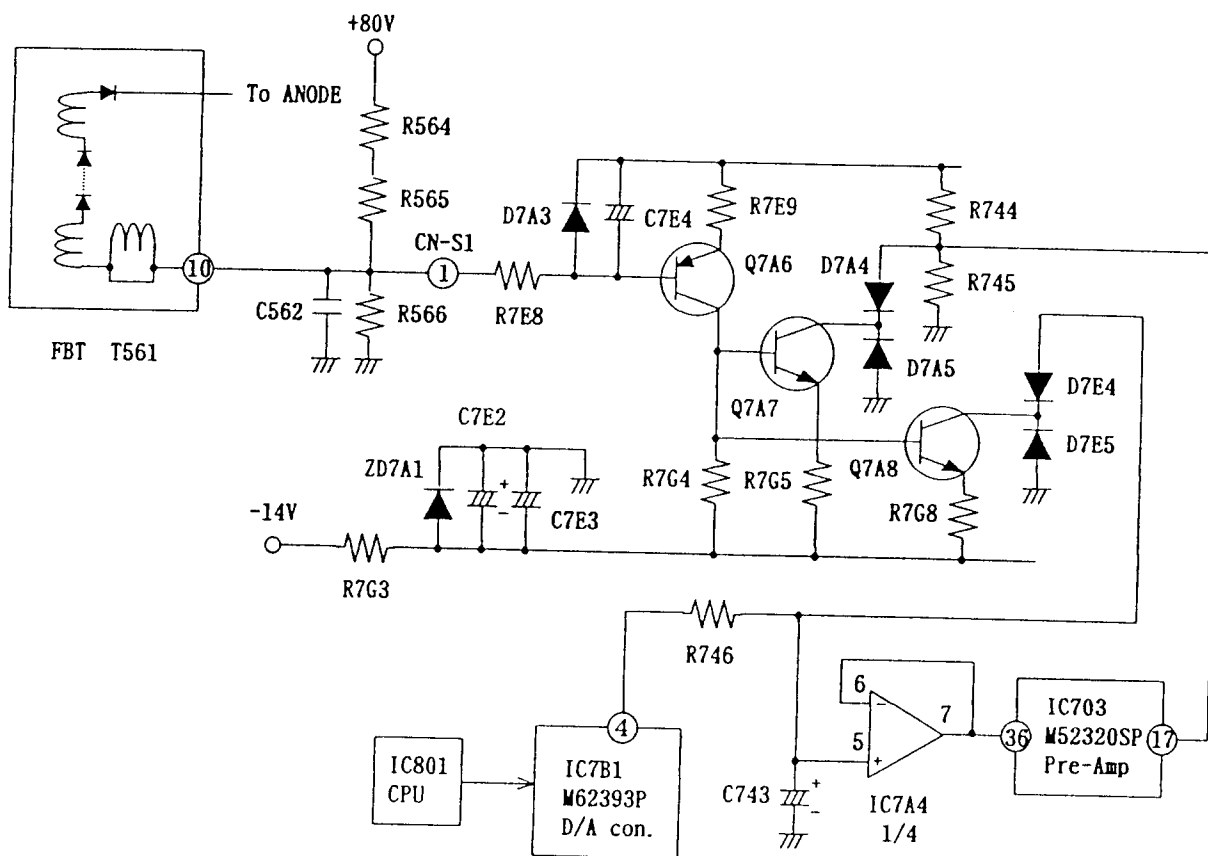 +80V
To ANODE
R564
R565
D7A3
C7E4
R7E9
R744
CN-S1
10
1
Q7A6
D7A4
R745
C562
R566
R7E8
FBT T561
D7A5
D7E4
Q7A7
C7E2
D7E5
ZD7A1
R7G4
R7G5
Q7A8
+
-
C7E3
R7G8
-14V
R7G3
R746
6
-
7
5
+
4
IC703
M52320SP
Pre-Amp
36
17
IC801
CPU
IC7B1
M62393P
D/A con.
C743
+
-
IC7A4
1/4